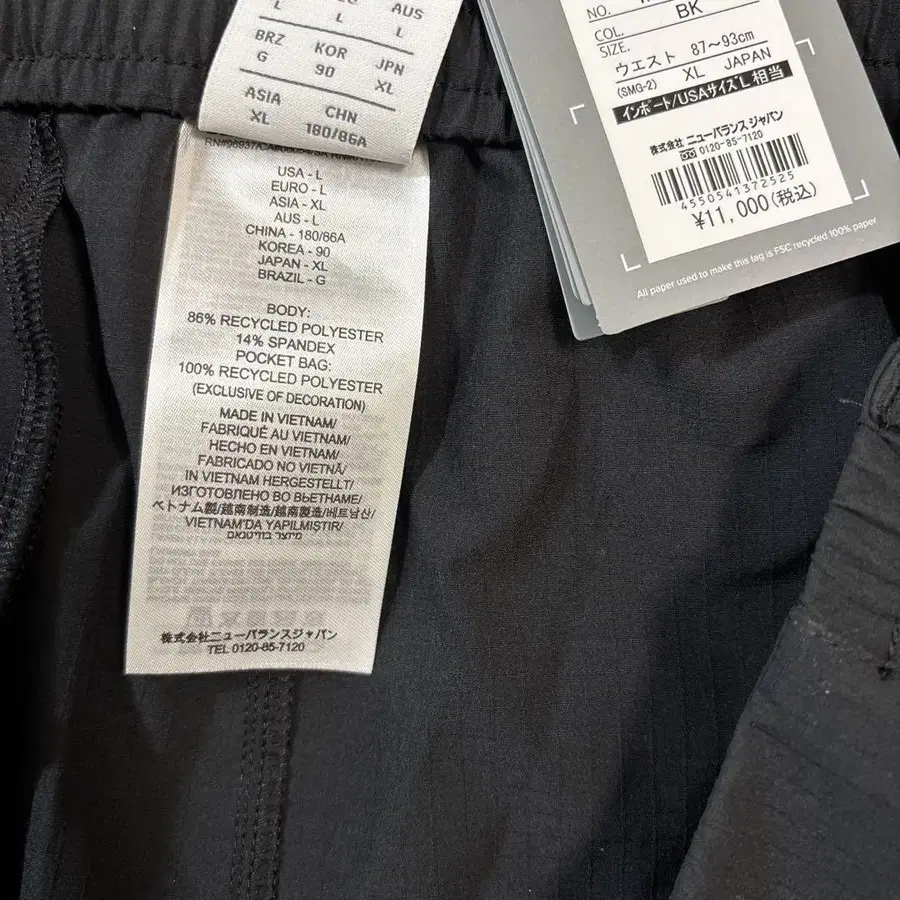 L
L
AUS
L
BRZ
G
KOR
90
JPN
XL
ASIA
XL
CHN
180/86A
USA - L
EURO - L
ASIA - XL
AUS - L
CHINA - 180/86A
KOREA - 90
JAPAN - XL
BRAZIL - G
BODY:
86% RECYCLED POLYESTER
14% SPANDEX
POCKET BAG:
100% RECYCLED POLYESTER
(EXCLUSIVE OF DECORATION)
MADE IN VIETNAM/
FABRIQUÉ AU VIETNAM/
HECHO EN VIETNAM/
FABRICADO NO VIETNÃ/
IN VIETNAM HERGESTELLT/
ИЗГОТОВЛЕНО ВО ВЬЕТНАМЕ/
ベトナム製/越南制造/越南製造/베트남산/
VIETNAM'DA YAPILMIŞTIR/
מיוצר בווייטנאם
株式会社ニューバランスジャパン
TEL 0120-85-7120
NO.
COL. BK
SIZE.
ウエスト 87～93cm
(SMG-2) XL JAPAN
インポート/USAサイズ L 相当
株式会社 ニューバランス ジャパン
0120-85-7120
4550541372525
¥11,000(税込)
All paper used to make this tag is FSC recycled 100% paper